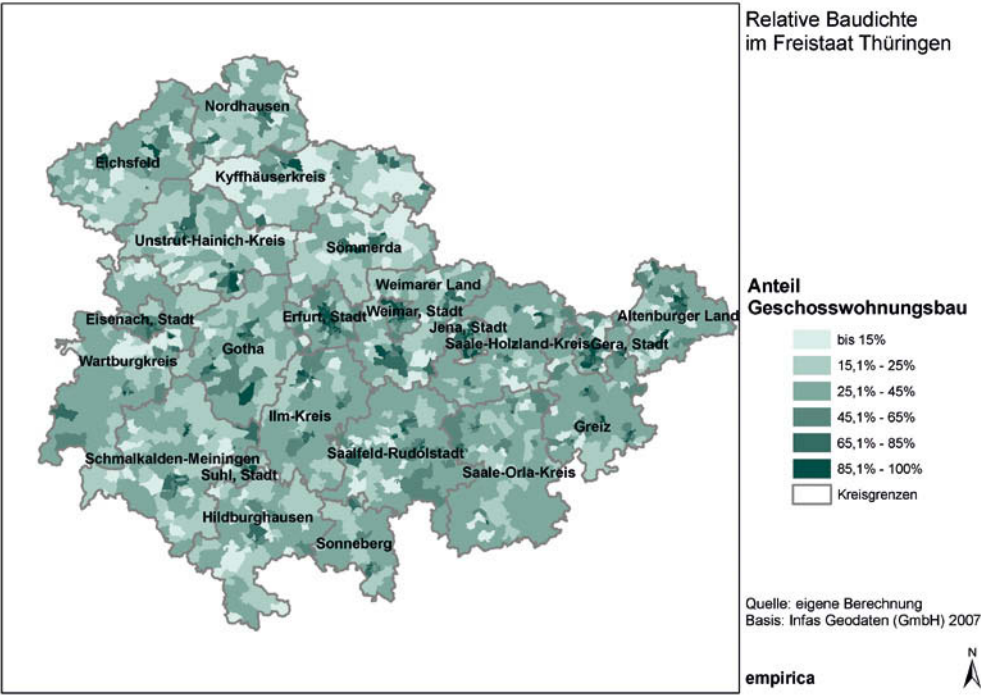 Relative Baudichte
im Freistaat Thüringen
Nordhausen
Eichsfeld
Kyffhäuserkreis
Unstrut-Hainich-Kreis
Sömmerda
Weimarer Land
Eisenach, Stadt
Erfurt, Stadt
Weimar, Stadt
Jena, Stadt
Altenburger Land
Saale-Holzland-Kreis
Gera, Stadt
Wartburgkreis
Gotha
Ilm-Kreis
Greiz
Schmalkalden-Meiningen
Saalfeld-Rudolstadt
Suhl, Stadt
Saale-Orla-Kreis
Hildburghausen
Sonneberg
Anteil
Geschosswohnungsbau
bis 15%
15,1% - 25%
25,1% - 45%
45,1% - 65%
65,1% - 85%
85,1% - 100%
Kreisgrenzen
Quelle: eigene Berechnung
Basis: Infas Geodaten (GmbH) 2007
empirica
N